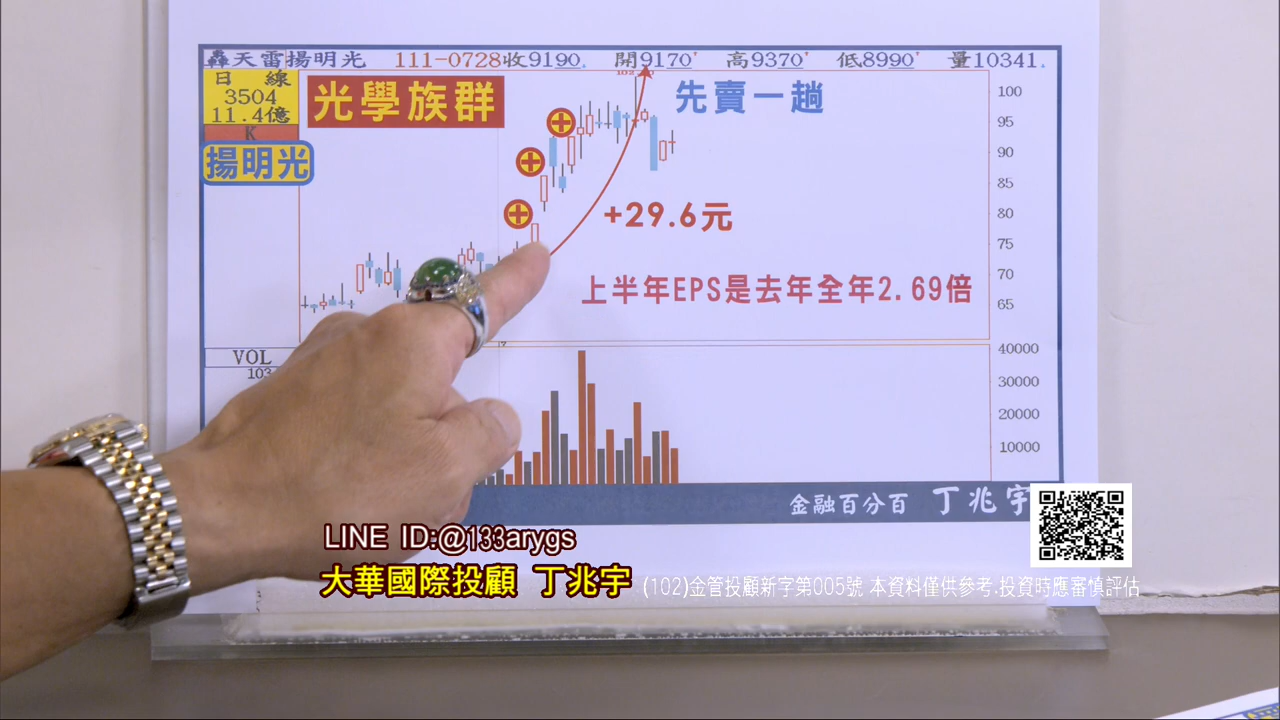 轟天雷揚明光 111-0728收9190. 開9170' 高9370' 低8990' 量10341.
日 線
3504
11.4億
K
揚明光
光學族群
先賣一趟
+29.6元
上半年EPS是去年全年2.69倍
100
95
90
85
80
75
70
65
VOL
103
40000
30000
20000
10000
金融百分百 丁兆宇
LINE ID:@133arygs
大華國際投顧 丁兆宇 (102)金管投顧新字第005號 本資料僅供參考.投資時應審慎評估